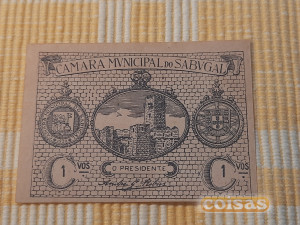 CAMARA MVNICIPAL DO SABVGAL
C 1 VOS C 1 VOS
O PRESIDENTE
coisas